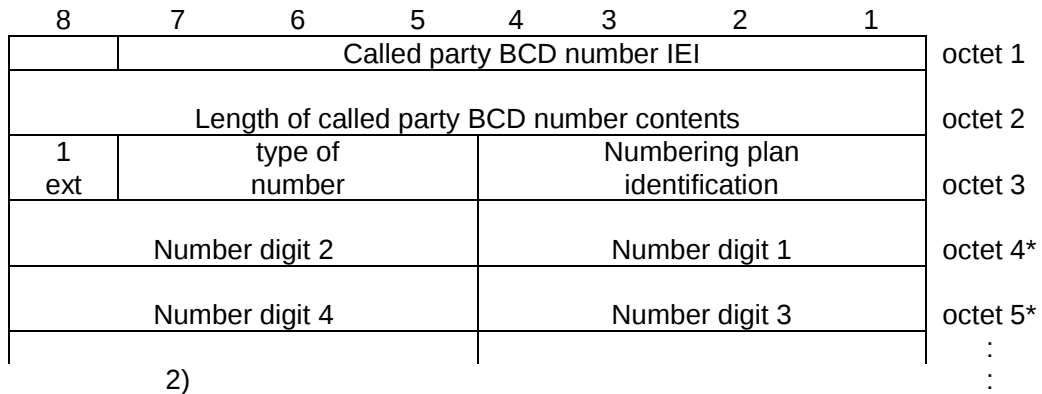 8 7 6 5 4 3 2 1
Called party BCD number IEI octet 1
Length of called party BCD number contents octet 2
1 type of Numbering plan
ext number identification octet 3
Number digit 2 Number digit 1 octet 4*
Number digit 4 Number digit 3 octet 5*
:
2) :